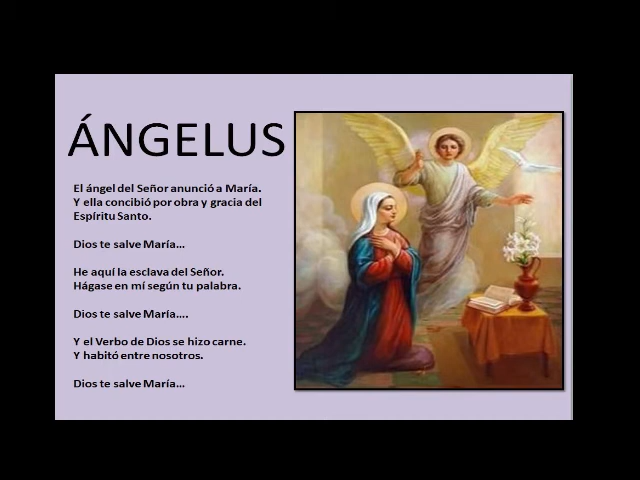 ÁNGELUS
El ángel del Señor anunció a María.
Y ella concibió por obra y gracia del
Espíritu Santo.
Dios te salve María...
He aquí la esclava del Señor.
Hágase en mí según tu palabra.
Dios te salve María....
Y el Verbo de Dios se hizo carne.
Y habitó entre nosotros.
Dios te salve María...